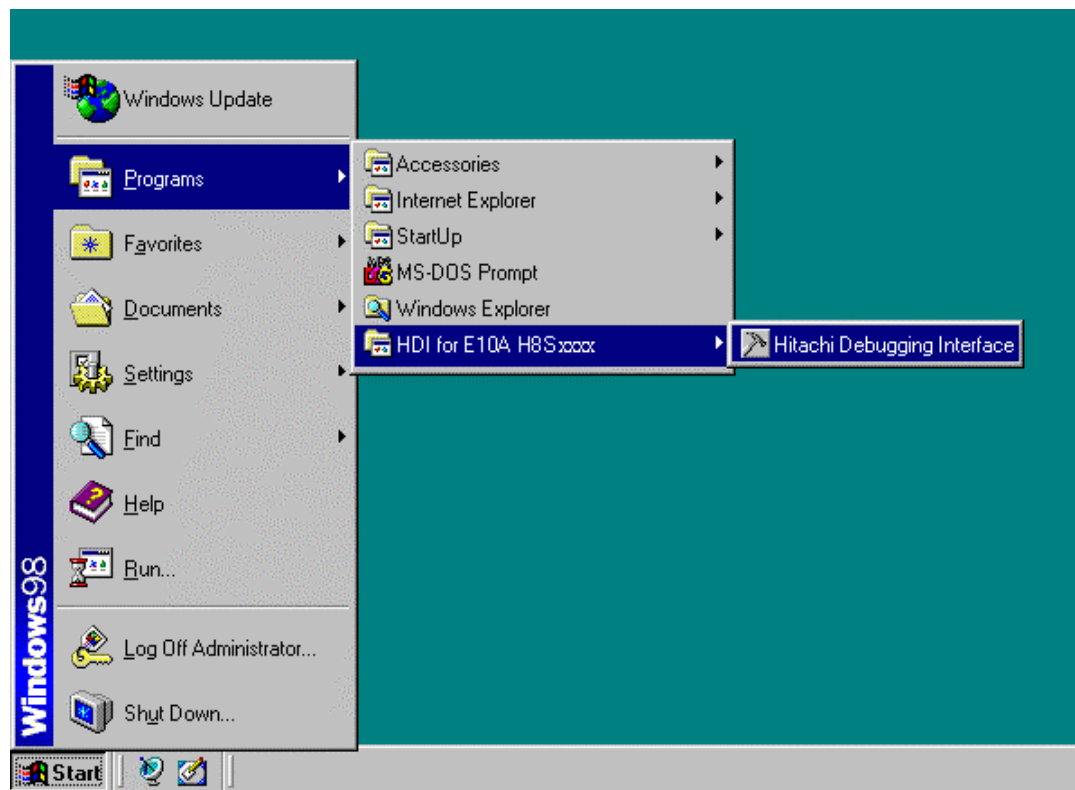 Windows Update
Programs
Favorites
Documents
Settings
Find
Help
Run...
Log Off Administrator...
Shut Down...
Windows98
Accessories
Internet Explorer
StartUp
MS-DOS Prompt
Windows Explorer
HDI for E10A H8Sxxxx
Hitachi Debugging Interface
Start